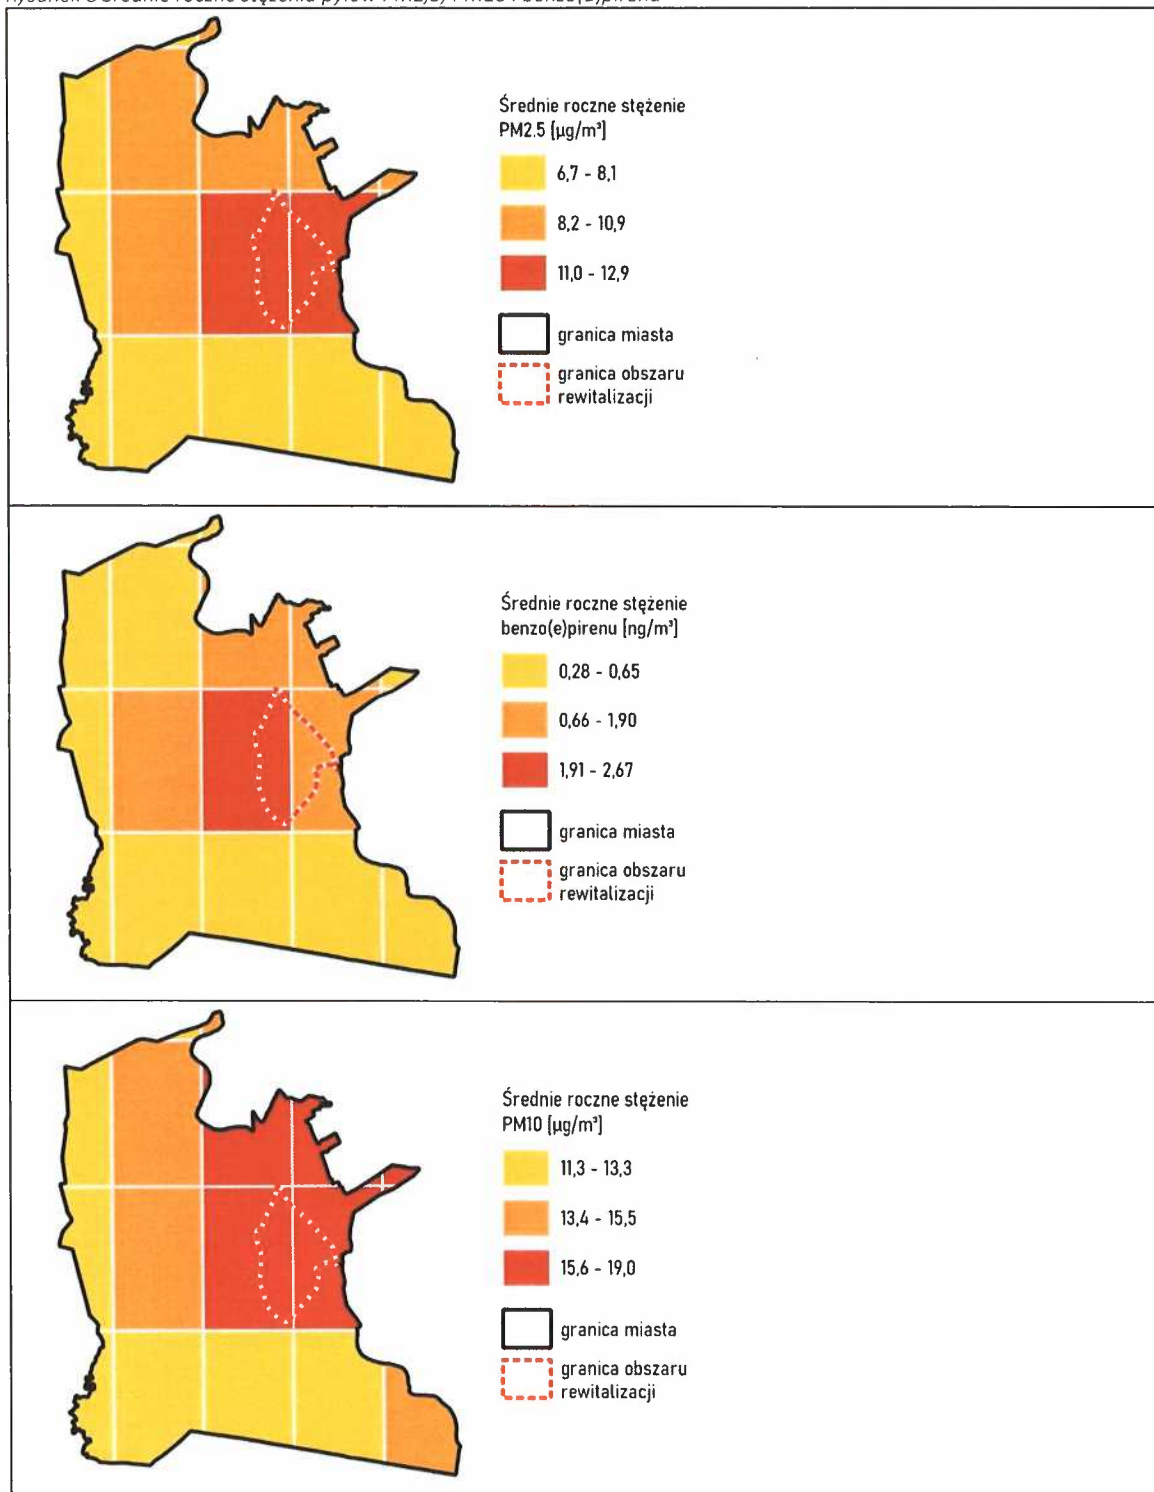 Średnie roczne stężenie
PM2.5 [µg/m³]
6,7 - 8,1
8,2 - 10,9
11,0 - 12,9
granica miasta
granica obszaru
rewitalizacji
Średnie roczne stężenie
benzo(e)pirenu [ng/m³]
0,28 - 0,65
0,66 - 1,90
1,91 - 2,67
granica miasta
granica obszaru
rewitalizacji
Średnie roczne stężenie
PM10 [µg/m³]
11,3 - 13,3
13,4 - 15,5
15,6 - 19,0
granica miasta
granica obszaru
rewitalizacji